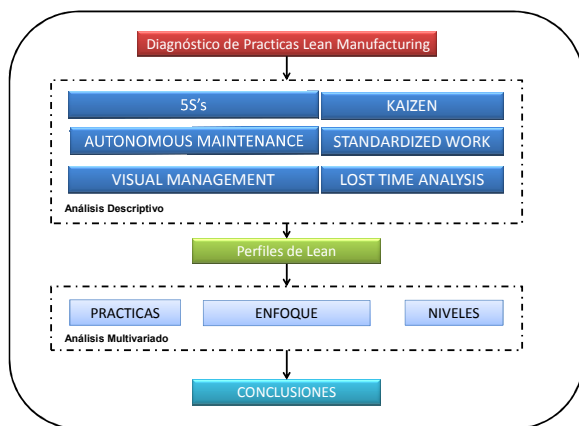 Diagnóstico de Practicas Lean Manufacturing
5S's
KAIZEN
AUTONOMOUS MAINTENANCE
STANDARDIZED WORK
VISUAL MANAGEMENT
LOST TIME ANALYSIS
Análisis Descriptivo
Perfiles de Lean
PRACTICAS
ENFOQUE
NIVELES
Análisis Multivariado
CONCLUSIONES